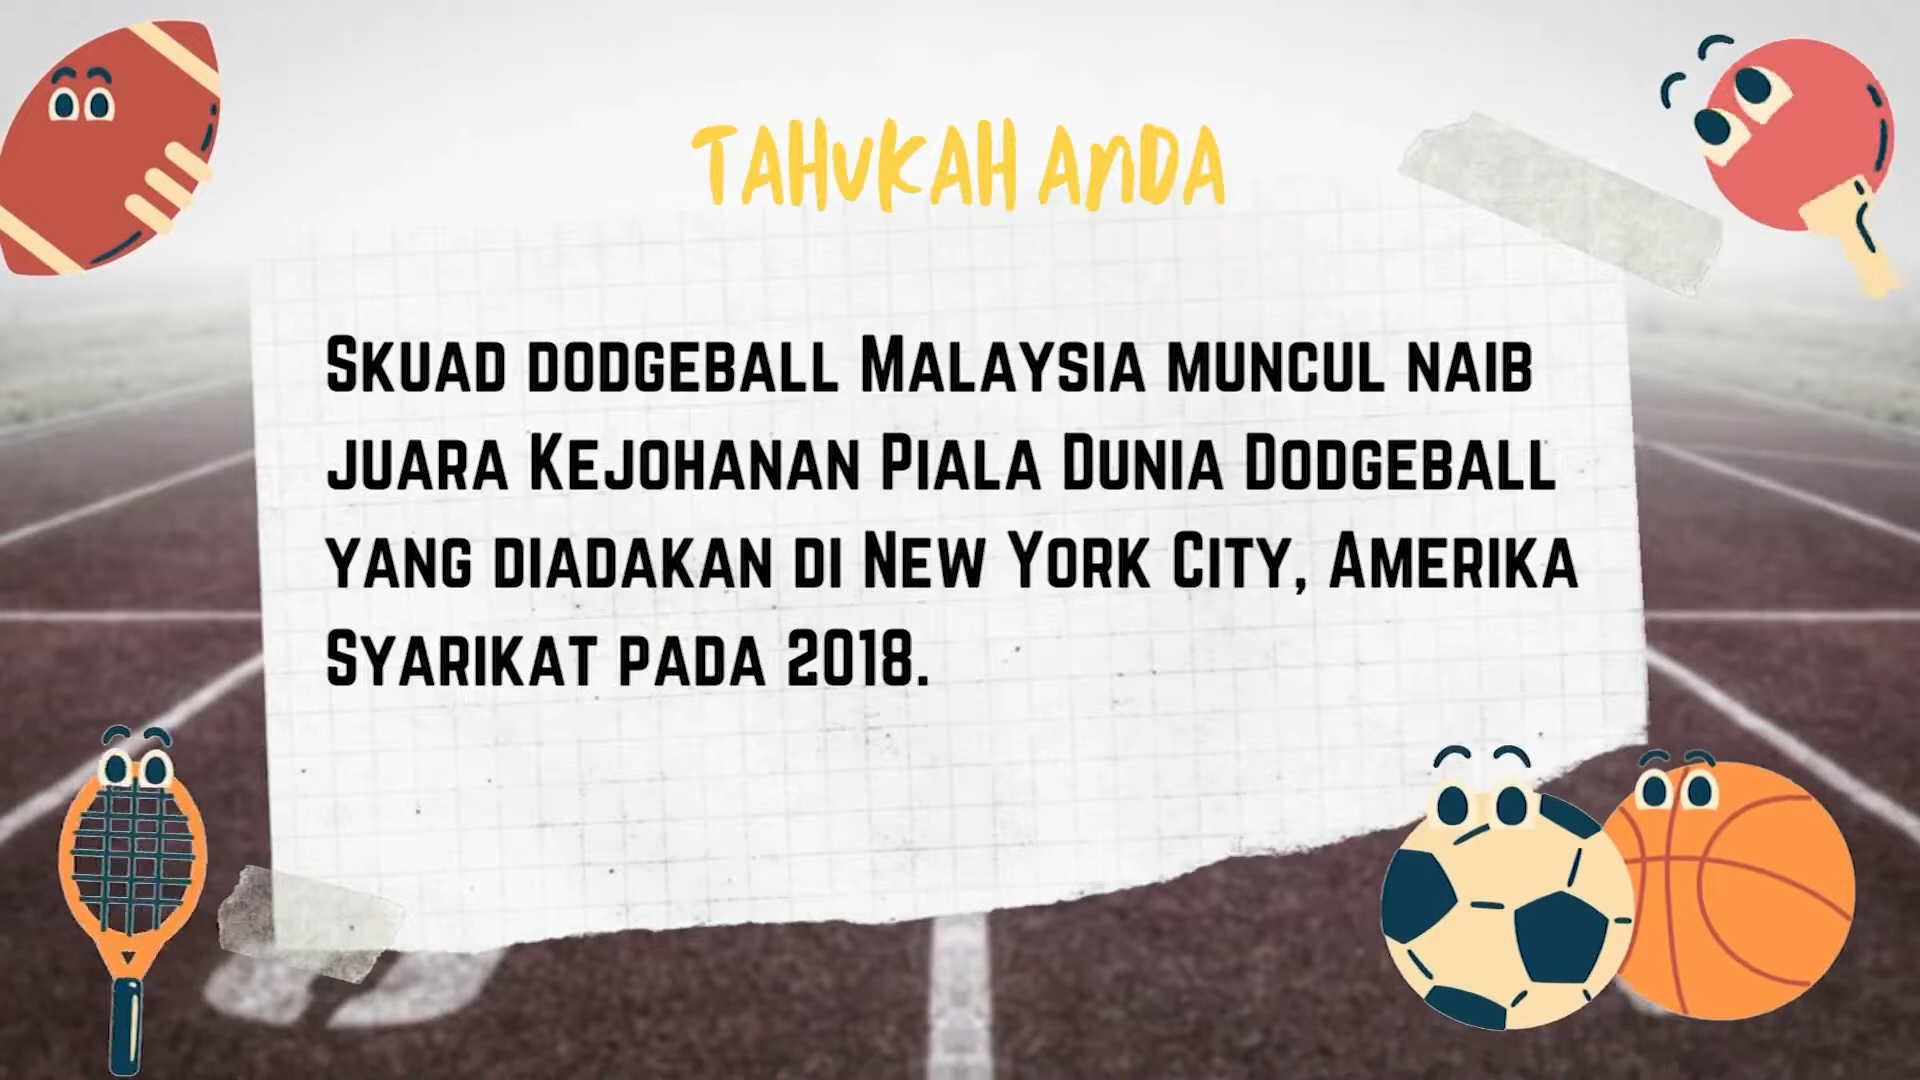 TAHUKAH ANDA
Skuad dodgeball Malaysia muncul naib
juara Kejohanan Piala Dunia Dodgeball
yang diadakan di New York City, Amerika
Syarikat pada 2018.